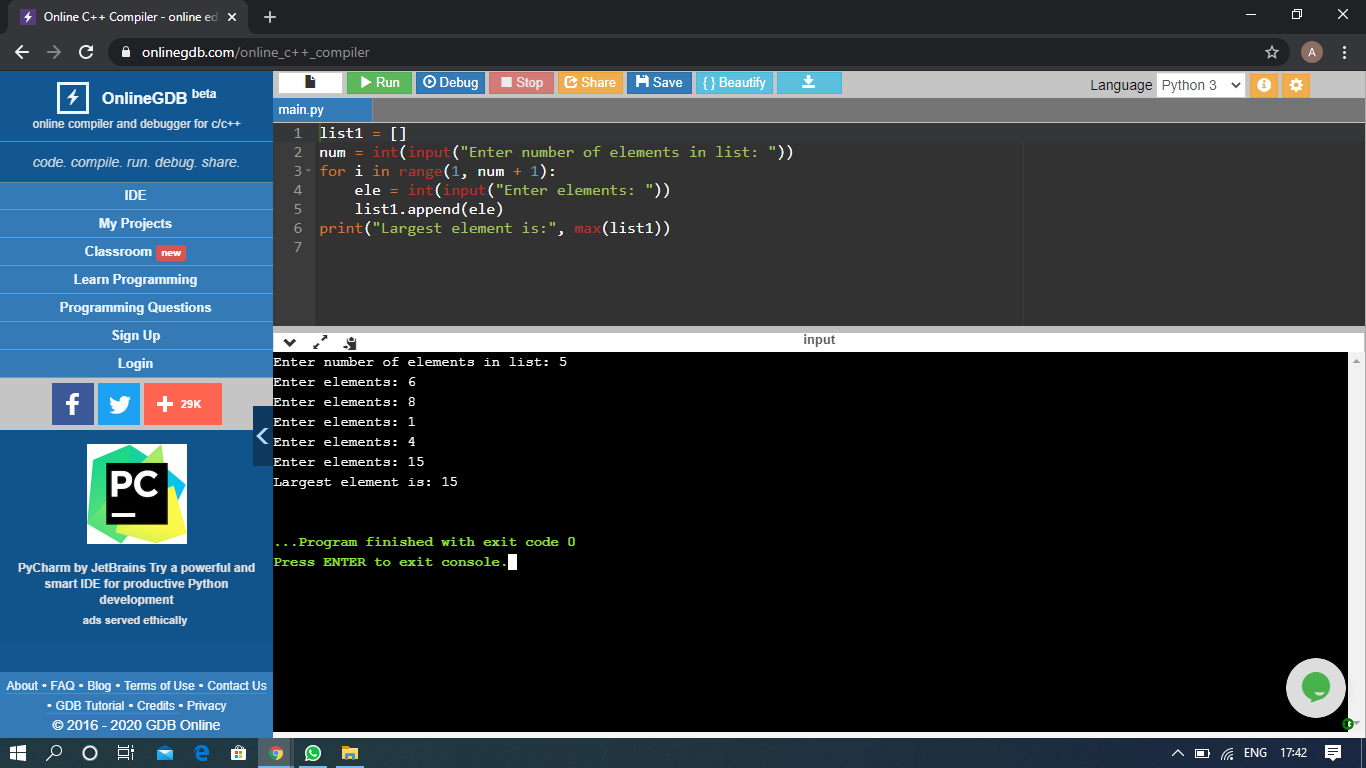 Online C++ Compiler - online ed
onlinegdb.com/online_c++_compiler
A
OnlineGDB beta
online compiler and debugger for c/c++
code. compile. run. debug. share.
IDE
My Projects
Classroom new
Learn Programming
Programming Questions
Sign Up
Login
f
+ 29K
PC
PyCharm by JetBrains Try a powerful and
smart IDE for productive Python
development
ads served ethically
About • FAQ • Blog • Terms of Use • Contact Us
• GDB Tutorial • Credits • Privacy
© 2016 - 2020 GDB Online
Run Debug Stop Share Save { } Beautify
Language Python 3
main.py
1 list1 = []
2 num = int(input("Enter number of elements in list: "))
3 for i in range(1, num + 1):
4     ele = int(input("Enter elements: "))
5     list1.append(ele)
6 print("Largest element is:", max(list1))
7
input
Enter number of elements in list: 5
Enter elements: 6
Enter elements: 8
Enter elements: 1
Enter elements: 4
Enter elements: 15
Largest element is: 15
...Program finished with exit code 0
Press ENTER to exit console.
ENG 17:42